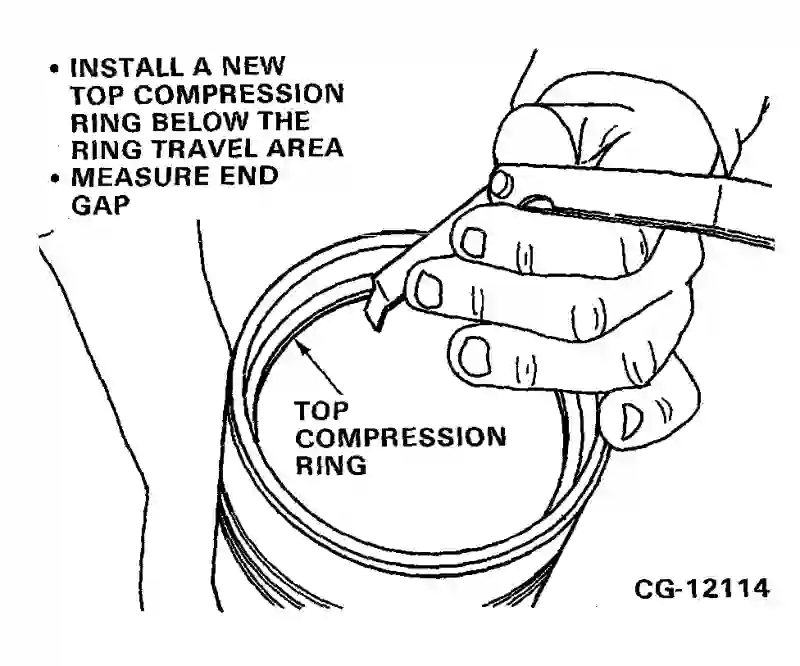 • INSTALL A NEW
TOP COMPRESSION
RING BELOW THE
RING TRAVEL AREA
• MEASURE END
GAP
TOP
COMPRESSION
RING
CG-12114